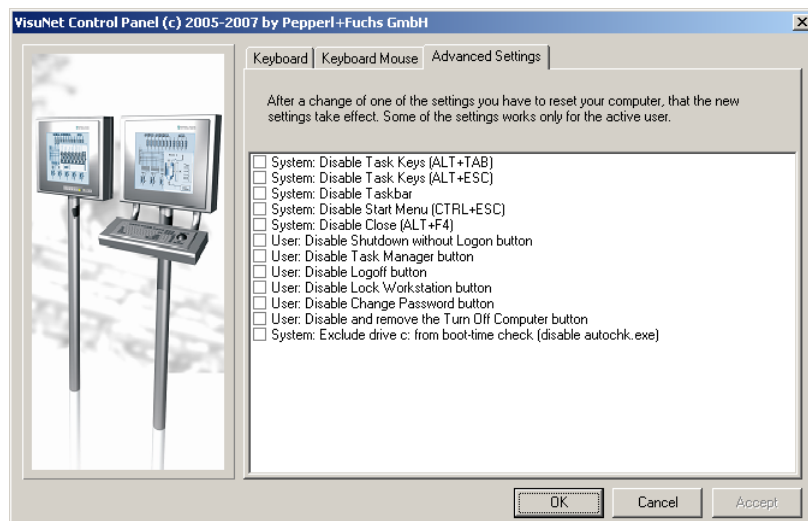 VisuNet Control Panel (c) 2005-2007 by Pepperl+Fuchs GmbH
Keyboard
Keyboard Mouse
Advanced Settings
After a change of one of the settings you have to reset your computer, that the new
settings take effect. Some of the settings works only for the active user.
System: Disable Task Keys (ALT+TAB)
System: Disable Task Keys (ALT+ESC)
System: Disable Taskbar
System: Disable Start Menu (CTRL+ESC)
System: Disable Close (ALT+F4)
User: Disable Shutdown without Logon button
User: Disable Task Manager button
User: Disable Logoff button
User: Disable Lock Workstation button
User: Disable Change Password button
User: Disable and remove the Turn Off Computer button
System: Exclude drive c: from boot-time check (disable autochk.exe)
OK
Cancel
Accept